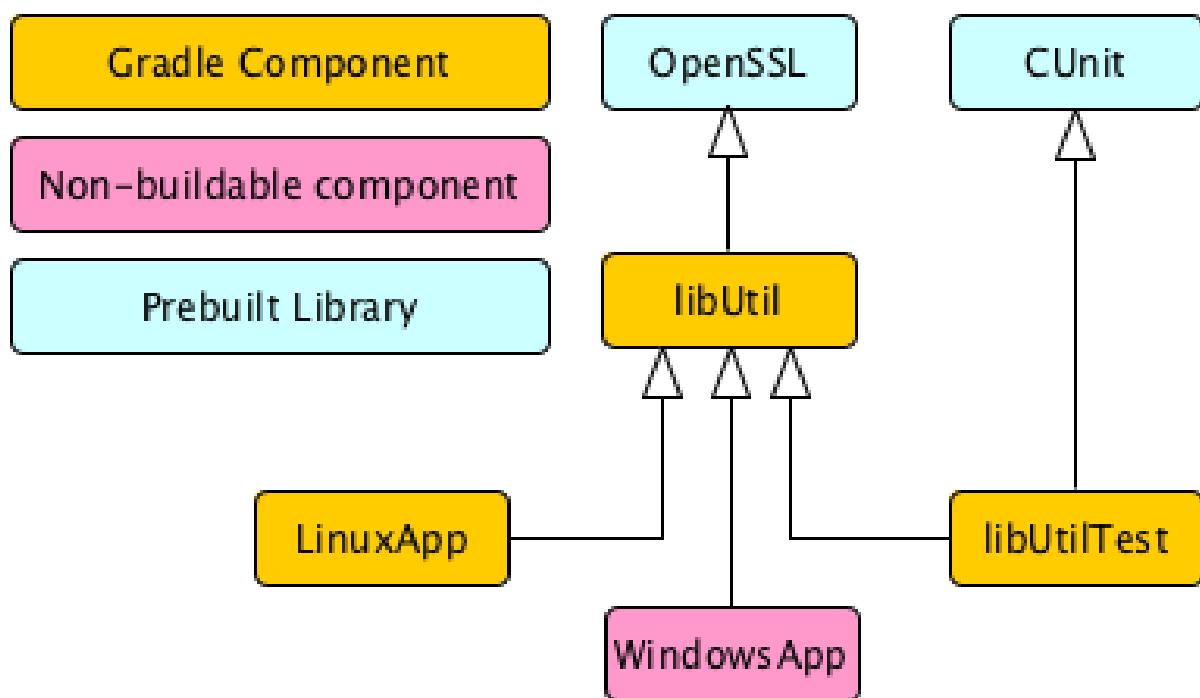 Gradle Component
OpenSSL
CUnit
Non-buildable component
Prebuilt Library
libUtil
LinuxApp
libUtilTest
WindowsApp